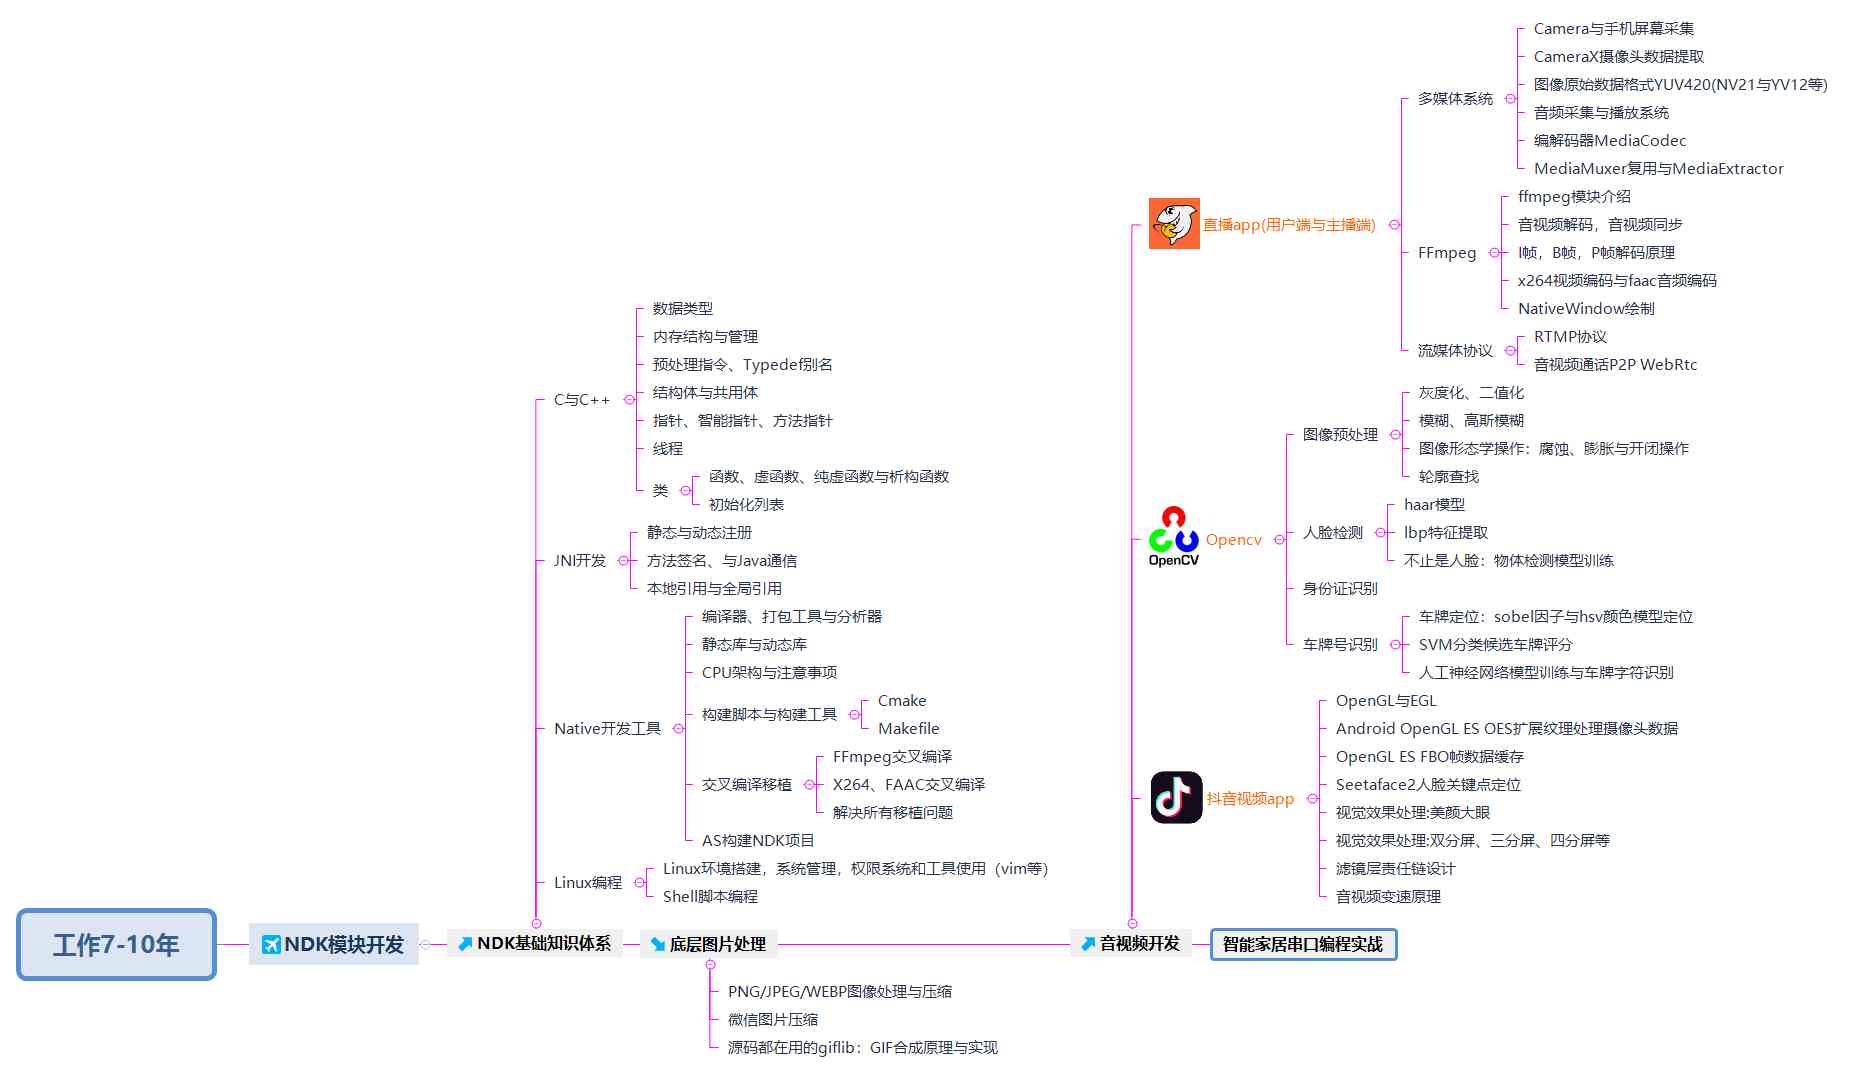 工作7-10年
NDK模块开发
NDK基础知识体系
C与C++
数据类型
内存结构与管理
预处理指令、Typedef别名
结构体与共用体
指针、智能指针、方法指针
线程
类
函数、虚函数、纯虚函数与析构函数
初始化列表
JNI开发
静态与动态注册
方法签名、与Java通信
本地引用与全局引用
Native开发工具
编译器、打包工具与分析器
静态库与动态库
CPU架构与注意事项
构建脚本与构建工具
Cmake
Makefile
交叉编译移植
FFmpeg交叉编译
X264、FAAC交叉编译
解决所有移植问题
AS构建NDK项目
Linux编程
Linux环境搭建，系统管理，权限系统和工具使用（vim等）
Shell脚本编程
底层图片处理
PNG/JPEG/WEBP图像处理与压缩
微信图片压缩
源码都在用的giflib：GIF合成原理与实现
音视频开发
直播app(用户端与主播端)
多媒体系统
Camera与手机屏幕采集
CameraX摄像头数据提取
图像原始数据格式YUV420(NV21与YV12等)
音频采集与播放系统
编解码器MediaCodec
MediaMuxer复用与MediaExtractor
FFmpeg
ffmpeg模块介绍
音视频解码，音视频同步
I帧，B帧，P帧解码原理
x264视频编码与faac音频编码
NativeWindow绘制
流媒体协议
RTMP协议
音视频通话P2P WebRtc
OpenCV
Opencv
图像预处理
灰度化、二值化
模糊、高斯模糊
图像形态学操作：腐蚀、膨胀与开闭操作
轮廓查找
人脸检测
haar模型
lbp特征提取
不止是人脸：物体检测模型训练
身份证识别
车牌号识别
车牌定位：sobel因子与hsv颜色模型定位
SVM分类候选车牌评分
人工神经网络模型训练与车牌字符识别
抖音视频app
OpenGL与EGL
Android OpenGL ES OES扩展纹理处理摄像头数据
OpenGL ES FBO帧数据缓存
Seetaface2人脸关键点定位
视觉效果处理:美颜大眼
视觉效果处理:双分屏、三分屏、四分屏等
滤镜层责任链设计
音视频变速原理
智能家居串口编程实战